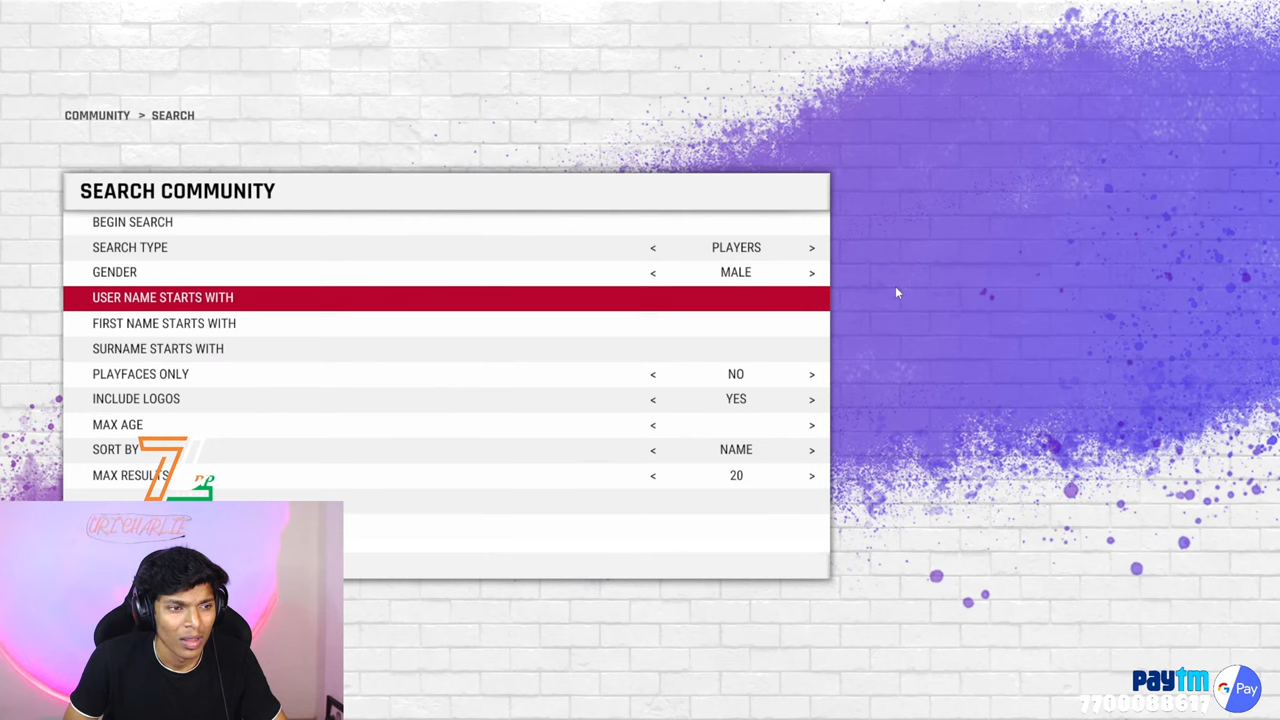 COMMUNITY > SEARCH
SEARCH COMMUNITY
BEGIN SEARCH
SEARCH TYPE < PLAYERS >
GENDER < MALE >
USER NAME STARTS WITH
FIRST NAME STARTS WITH
SURNAME STARTS WITH
PLAYFACES ONLY < NO >
INCLUDE LOGOS < YES >
MAX AGE < >
SORT BY < NAME >
MAX RESULTS < 20 >
paytm
G Pay